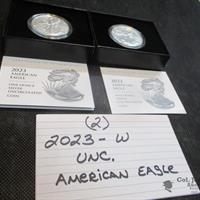 2023
AMERICAN
EAGLE
ONE OUNCE
SILVER
UNCIRCULATED
COIN
2023
AMERICAN
EAGLE
(2)
2023-W
UNC.
AMERICAN EAGLE